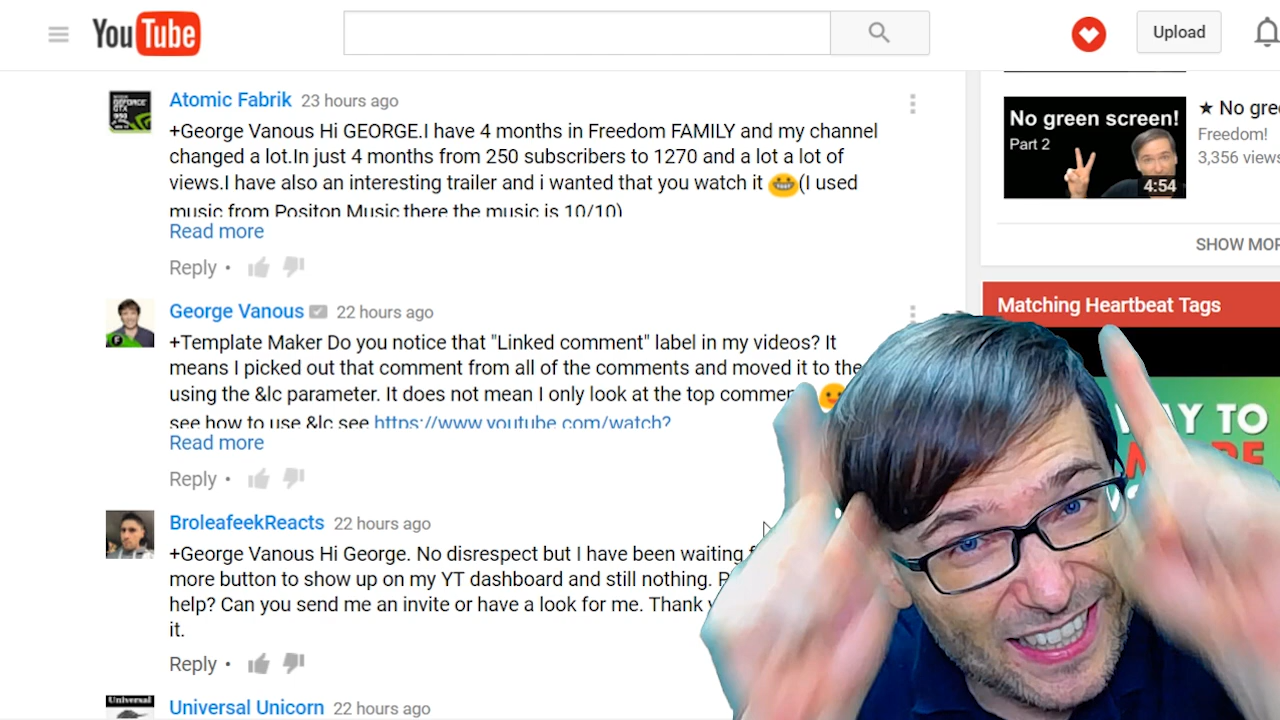 YouTube
Upload
Atomic Fabrik 23 hours ago
+George Vanous Hi GEORGE.I have 4 months in Freedom FAMILY and my channel
changed a lot.In just 4 months from 250 subscribers to 1270 and a lot a lot of
views.I have also an interesting trailer and i wanted that you watch it (I used
music from Positon Music there the music is 10/10)
Read more
Reply •
George Vanous 22 hours ago
+Template Maker Do you notice that "Linked comment" label in my videos? It
means I picked out that comment from all of the comments and moved it to the
using the &lc parameter. It does not mean I only look at the top commen
see how to use &lc see https://www.youtube.com/watch?
Read more
Reply •
BroleafeekReacts 22 hours ago
+George Vanous Hi George. No disrespect but I have been waiting
more button to show up on my YT dashboard and still nothing.
help? Can you send me an invite or have a look for me. Thank
it.
Reply •
Universal
Universal Unicorn 22 hours ago
GEFORCE
GTX
No green screen!
Part 2
4:54
★ No gre
Freedom!
3,356 views
SHOW MOR
Matching Heartbeat Tags
WAY TO